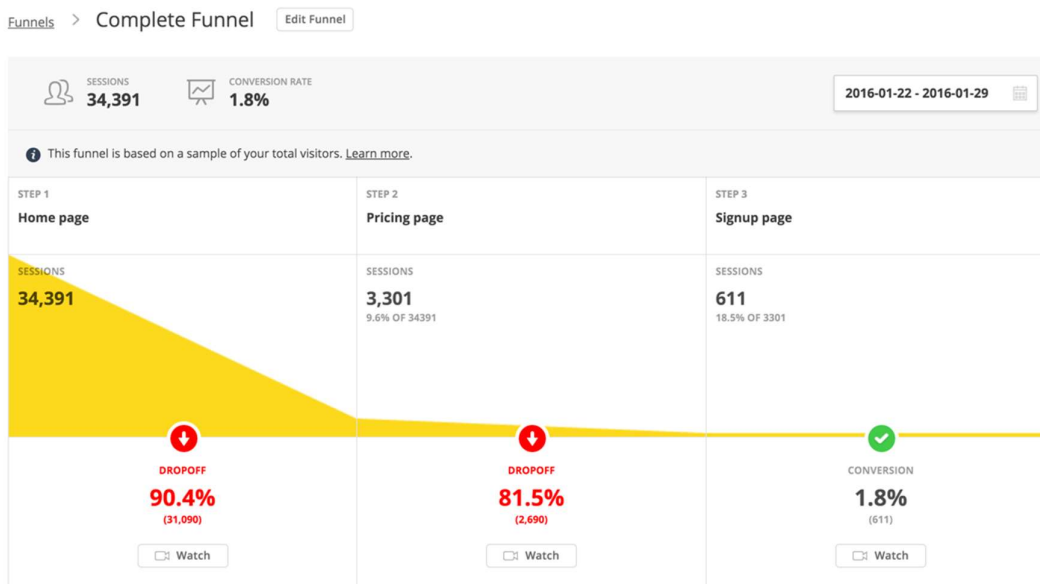 Funnels > Complete Funnel Edit Funnel
SESSIONS
34,391
CONVERSION RATE
1.8%
2016-01-22 - 2016-01-29
This funnel is based on a sample of your total visitors. Learn more.
STEP 1
Home page
SESSIONS
34,391
DROPOFF
90.4%
(31,090)
Watch
STEP 2
Pricing page
SESSIONS
3,301
9.6% OF 34391
DROPOFF
81.5%
(2,690)
Watch
STEP 3
Signup page
SESSIONS
611
18.5% OF 3301
CONVERSION
1.8%
(611)
Watch